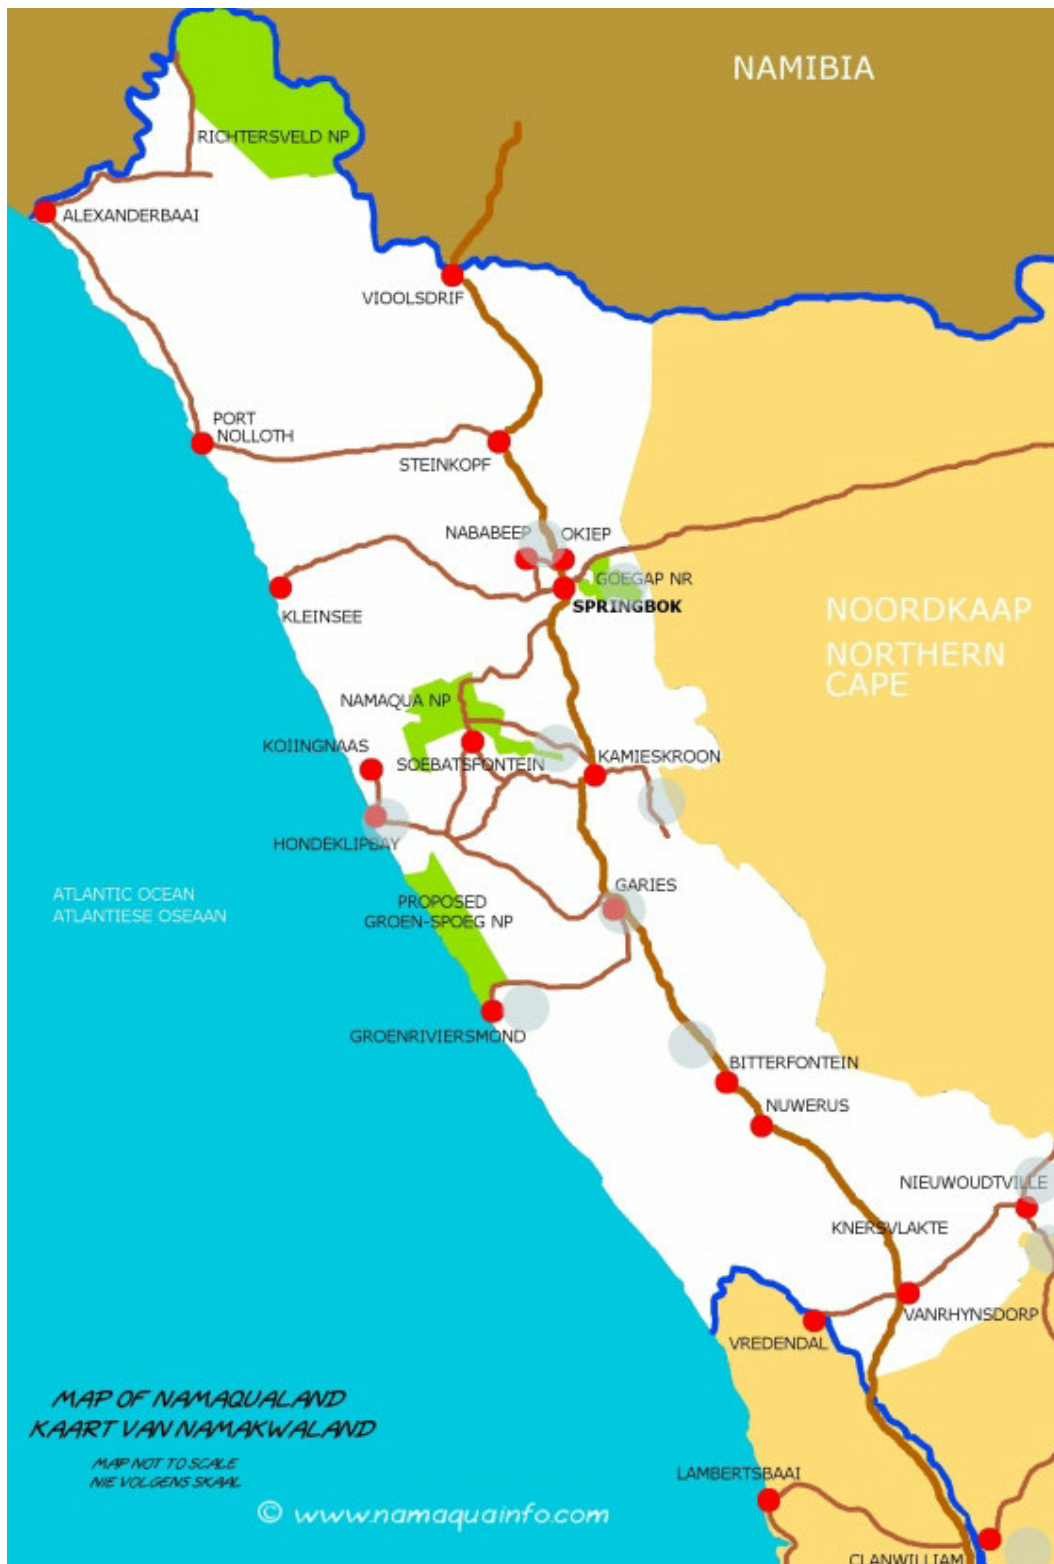 NAMIBIA
RICHTERSVELD NP
ALEXANDERBAAI
VIOOLSDRIF
PORT
NOLLOTH
STEINKOPF
NABABEEP
OKIEP
GOEGAP NR
SPRINGBOK
KLEINSEE
NOORDKAAP
NORTHERN
CAPE
NAMAQUA NP
KOIINGNAAS
SOEBATSFONTEIN
KAMIESKROON
HONDEKLIPBAY
GARIES
ATLANTIC OCEAN
ATLANTIESE OSEAAN
PROPOSED
GROEN-SPOEG NP
GROENRIVIERSMOND
BITTERFONTEIN
NUWERUS
NIEUWOUDTVILLE
KNERSVLAKTE
VANRHYNSDORP
VREDENDAL
MAP OF NAMAQUALAND
KAART VAN NAMAKWALAND
MAP NOT TO SCALE
NIE VOLGENS SKAAL
LAMBERTSBAAI
© www.namaquainfo.com
CLANWILLIAM